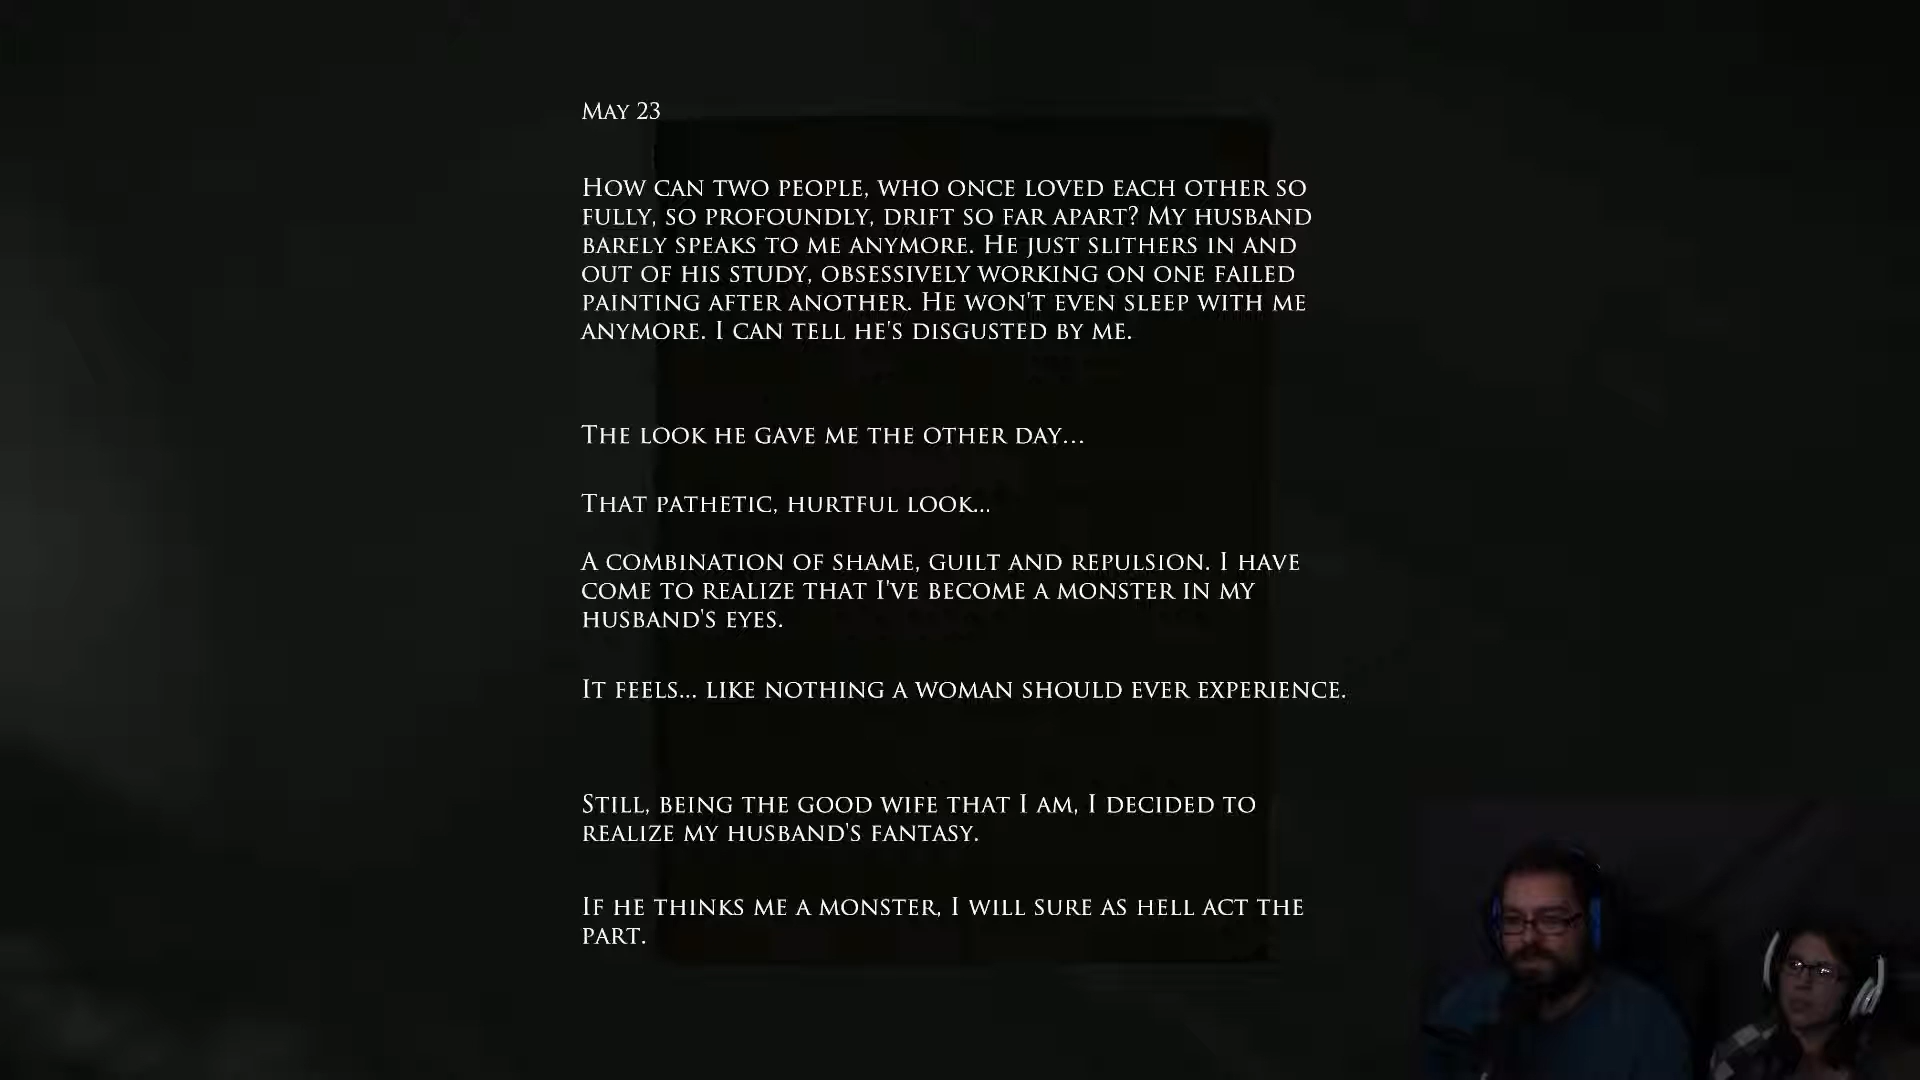 May 23
How can two people, who once loved each other so
fully, so profoundly, drift so far apart? My husband
barely speaks to me anymore. He just slithers in and
out of his study, obsessively working on one failed
painting after another. He won't even sleep with me
anymore. I can tell he's disgusted by me.
The look he gave me the other day...
That pathetic, hurtful look...
A combination of shame, guilt and repulsion. I have
come to realize that I've become a monster in my
husband's eyes.
It feels... like nothing a woman should ever experience.
Still, being the good wife that I am, I decided to
realize my husband's fantasy.
If he thinks me a monster, I will sure as hell act the
part.